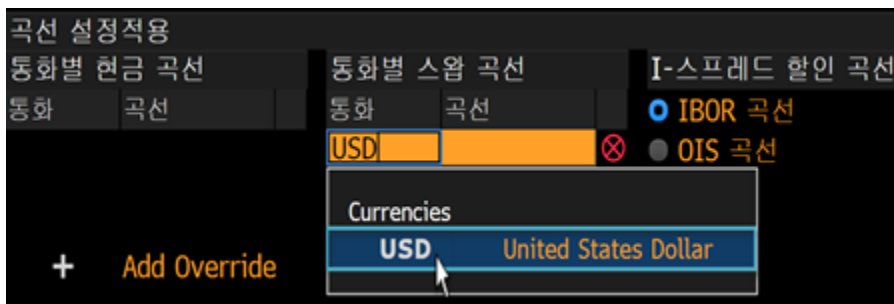 곡선 설정적용
통화별 현금 곡선 통화별 스왑 곡선 I-스프레드 할인 곡선
통화 곡선 통화 곡선 IBOR 곡선
USD OIS 곡선
Currencies
USD United States Dollar
+ Add Override